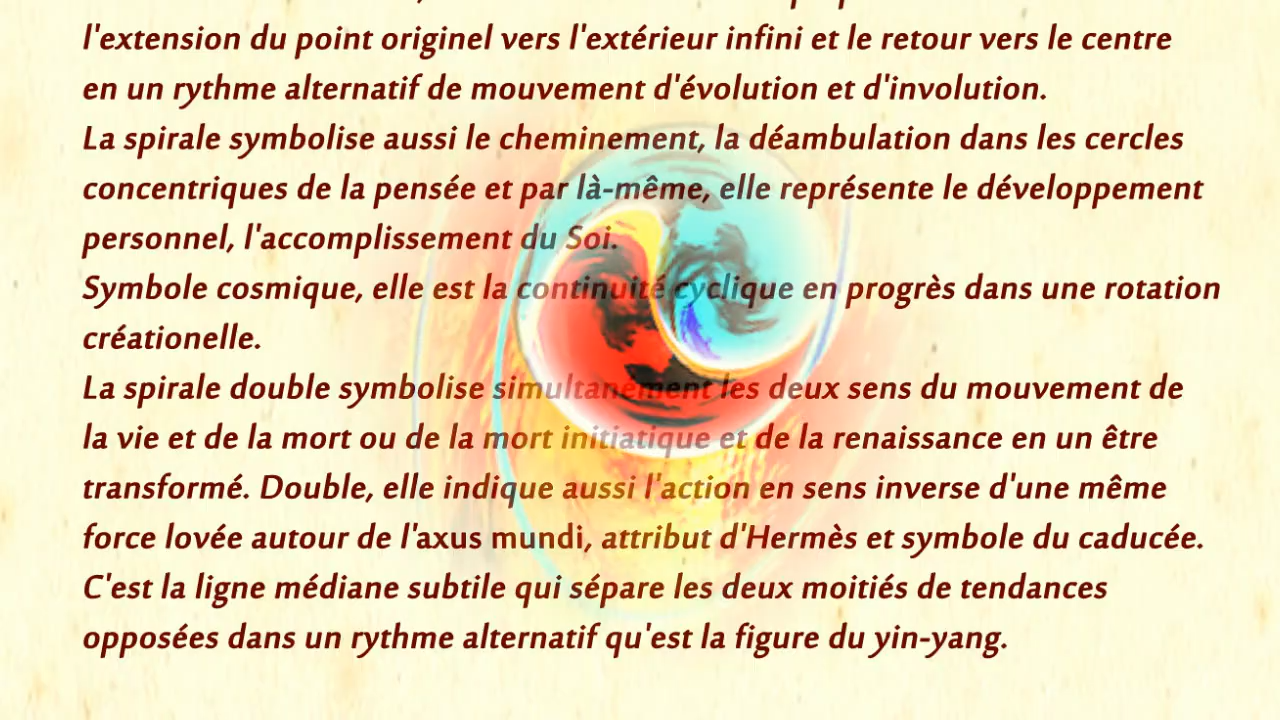 l'extension du point originel vers l'extérieur infini et le retour vers le centre
en un rythme alternatif de mouvement d'évolution et d'involution.
La spirale symbolise aussi le cheminement, la déambulation dans les cercles
concentriques de la pensée et par là-même, elle représente le développement
personnel, l'accomplissement du Soi.
Symbole cosmique, elle est la continuité cyclique en progrès dans une rotation
créationelle.
La spirale double symbolise simultanément les deux sens du mouvement de
la vie et de la mort ou de la mort initiatique et de la renaissance en un être
transformé. Double, elle indique aussi l'action en sens inverse d'une même
force lovée autour de l'axus mundi, attribut d'Hermès et symbole du caducée.
C'est la ligne médiane subtile qui sépare les deux moitiés de tendances
opposées dans un rythme alternatif qu'est la figure du yin-yang.